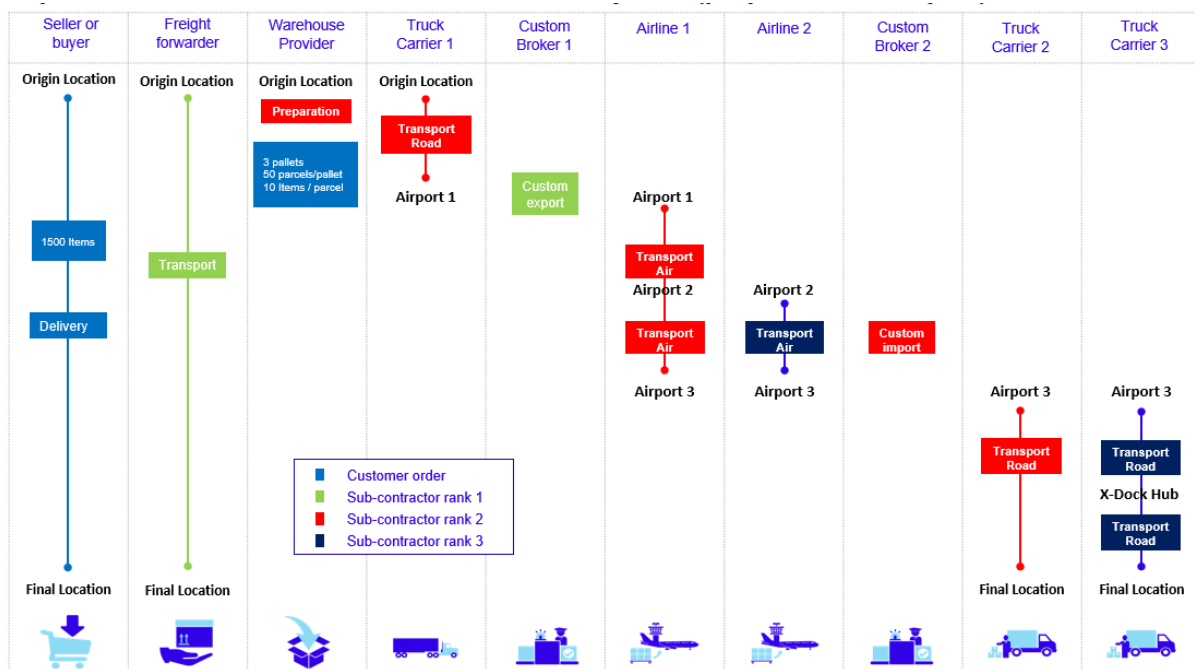 Seller or
buyer
Freight
forwarder
Warehouse
Provider
Truck
Carrier 1
Custom
Broker 1
Airline 1
Airline 2
Custom
Broker 2
Truck
Carrier 2
Truck
Carrier 3
Origin Location
Origin Location
Origin Location
Origin Location
Preparation
Transport
Road
3 pallets
50 parcels/pallet
10 Items / parcel
Airport 1
Custom
export
Airport 1
1500 Items
Transport
Transport
Air
Airport 2
Airport 2
Delivery
Transport
Air
Transport
Air
Custom
import
Airport 3
Airport 3
Airport 3
Airport 3
Transport
Road
Transport
Road
X-Dock Hub
Transport
Road
Customer order
Sub-contractor rank 1
Sub-contractor rank 2
Sub-contractor rank 3
Final Location
Final Location
Final Location
Final Location